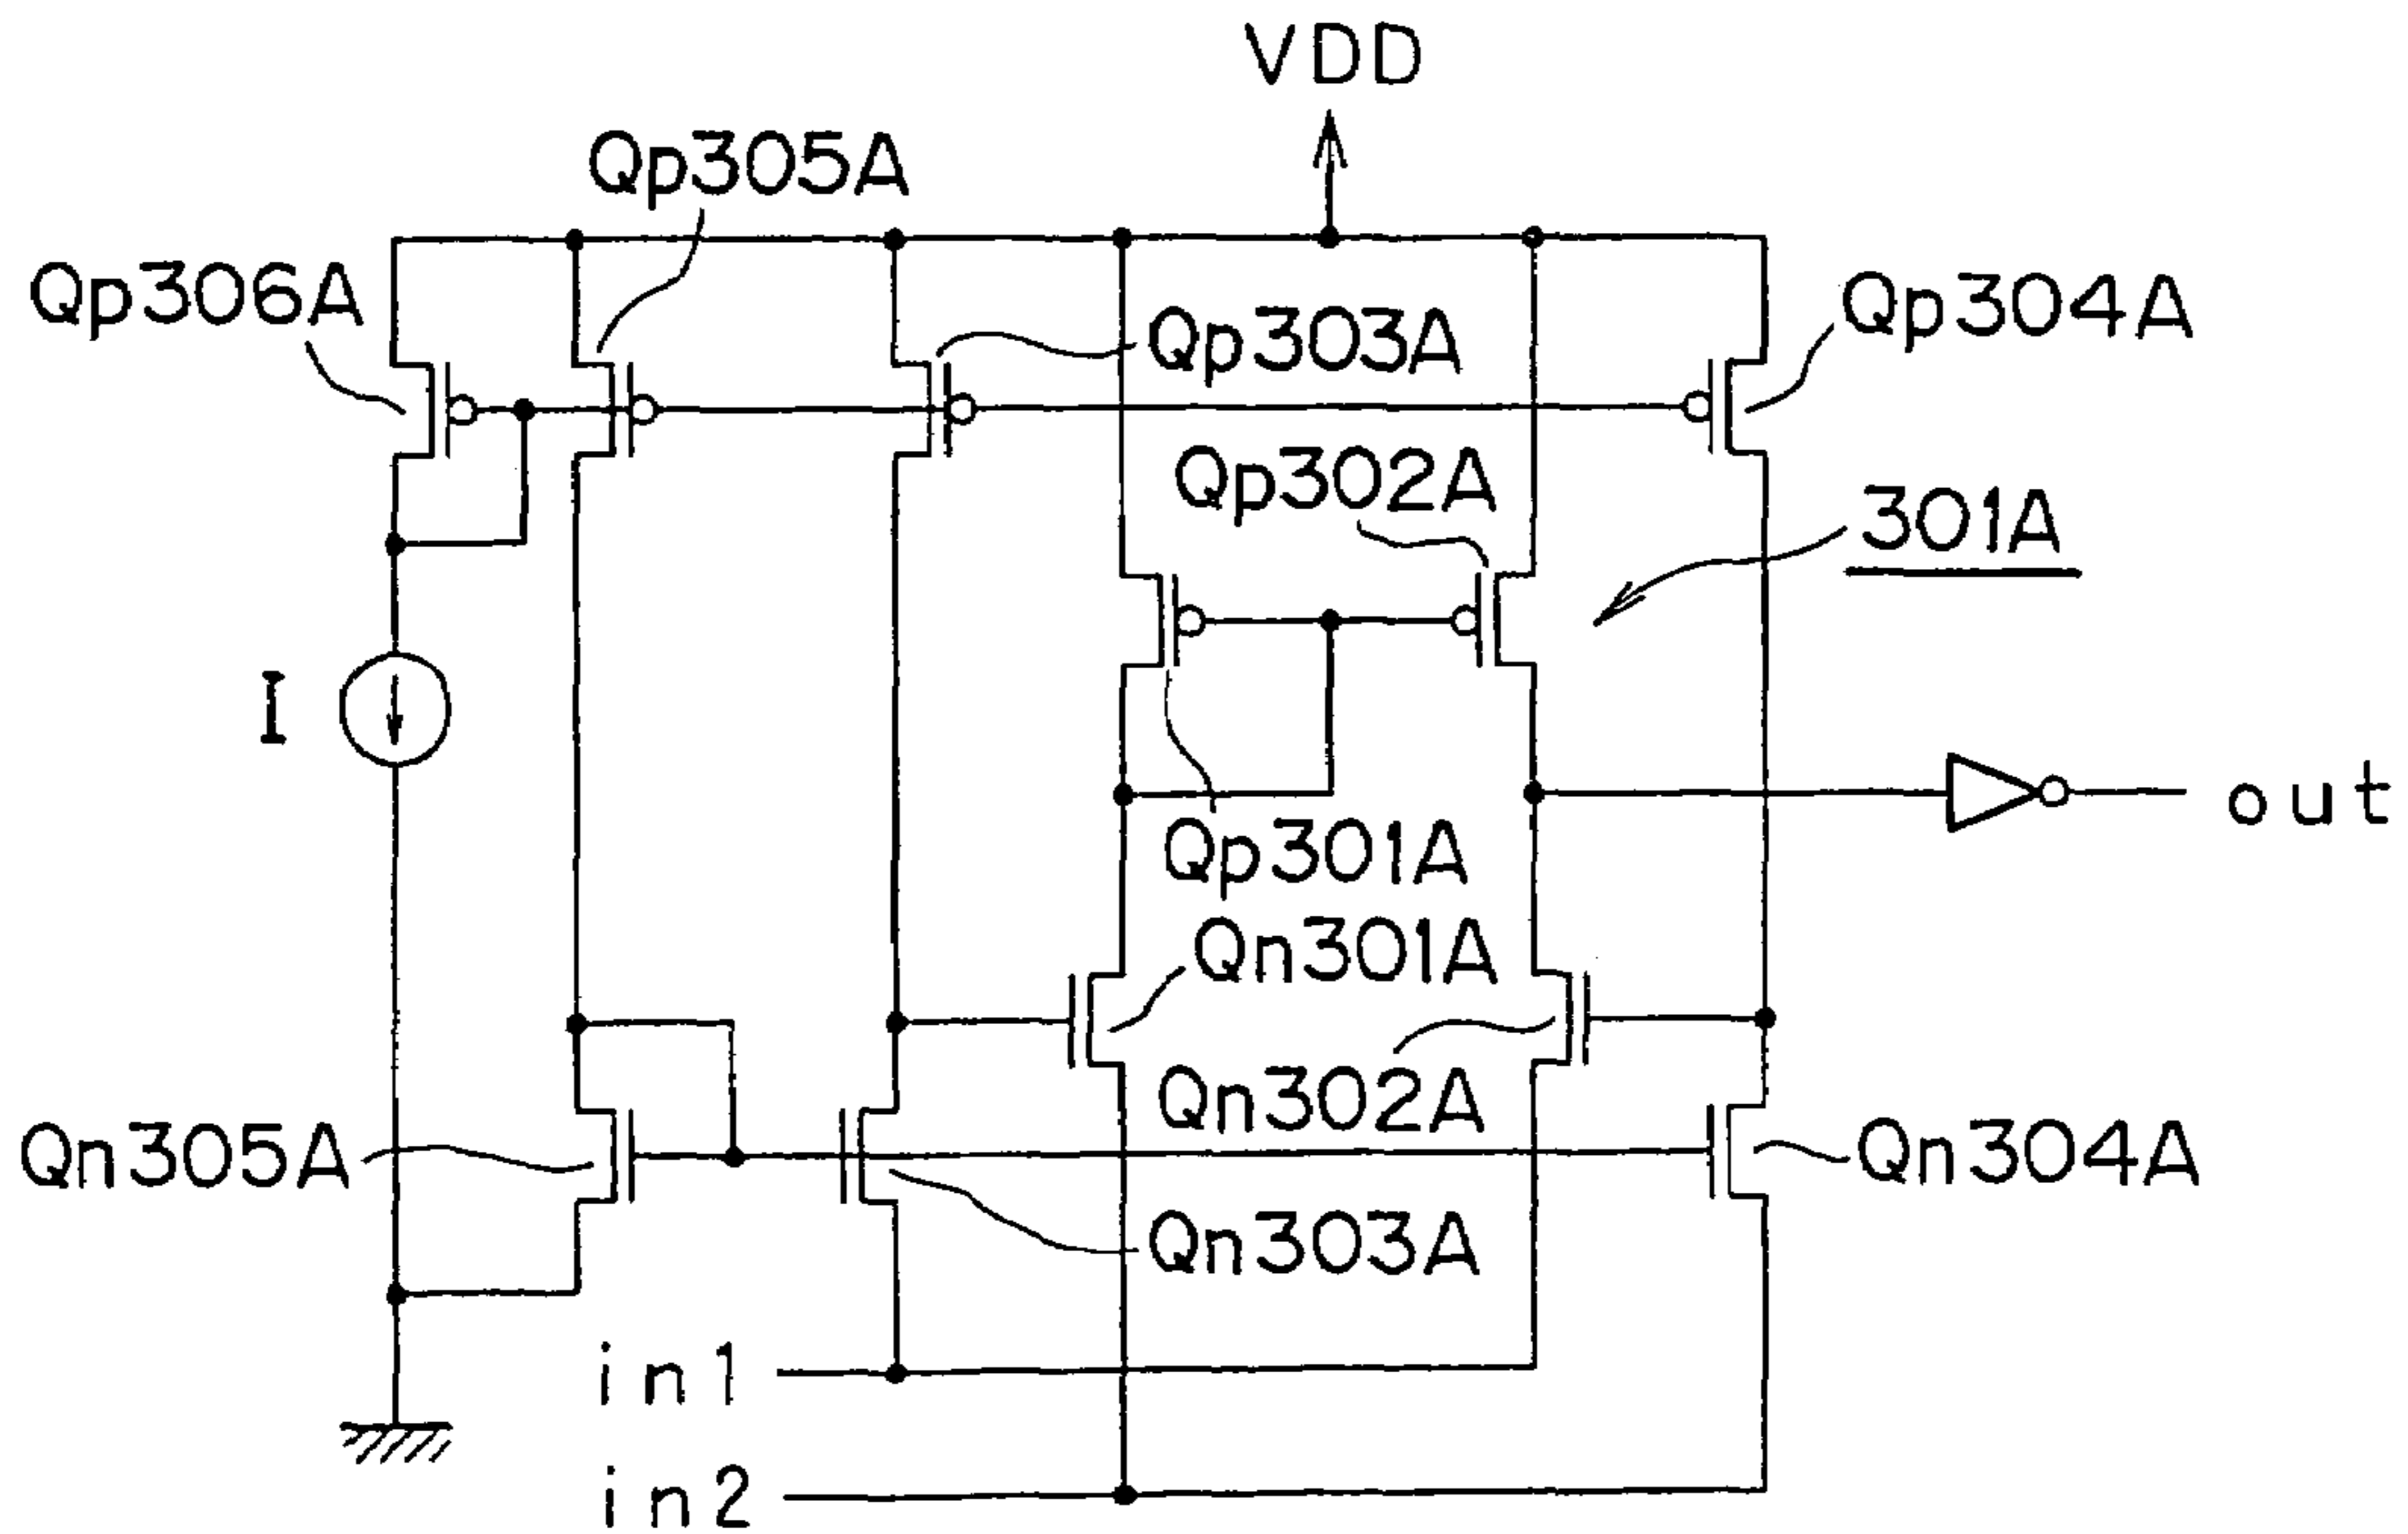 VDD
Qp305A
Qp306A
Qp303A
Qp304A
Qp302A
301A
I
out
Qp301A
Qn301A
Qn302A
Qn305A
Qn304A
Qn303A
in1
in2